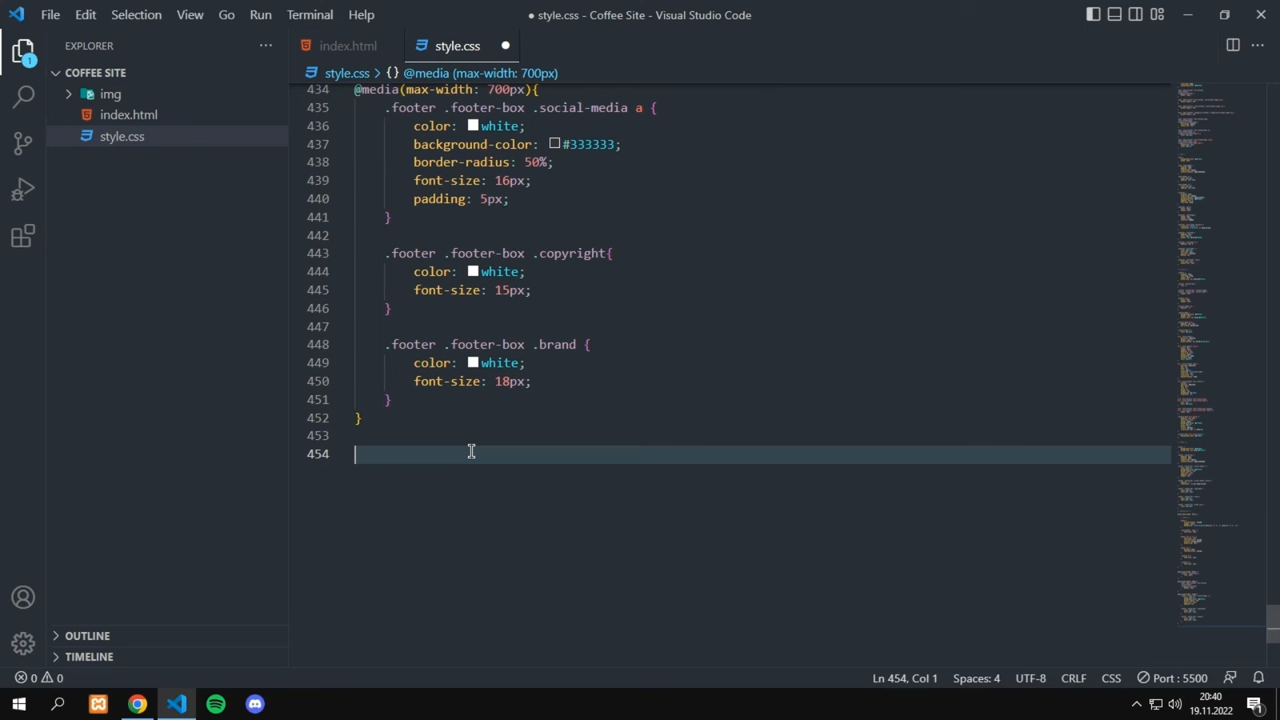 File Edit Selection View Go Run Terminal Help
● style.css - Coffee Site - Visual Studio Code
EXPLORER
index.html
style.css
1
COFFEE SITE
style.css > {} @media (max-width: 700px)
img
index.html
style.css
434 @media(max-width: 700px){
435 .footer .footer-box .social-media a {
436 color: white;
437 background-color: #333333;
438 border-radius: 50%;
439 font-size: 16px;
440 padding: 5px;
441 }
442
443 .footer .footer-box .copyright{
444 color: white;
445 font-size: 15px;
446 }
447
448 .footer .footer-box .brand {
449 color: white;
450 font-size: 18px;
451 }
452 }
453
454
OUTLINE
TIMELINE
0 0
Ln 454, Col 1 Spaces: 4 UTF-8 CRLF CSS Port : 5500
20:40
19.11.2022
1